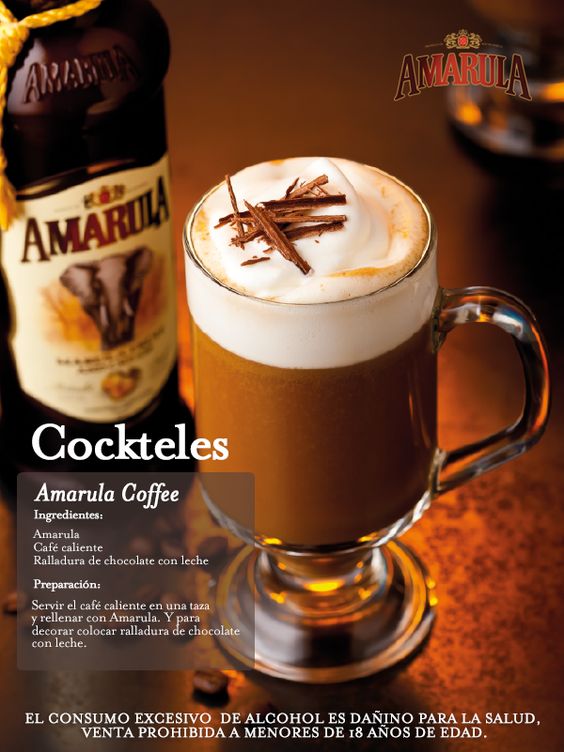 AMARULA
AMARULA
AMARULA
Cockteles
Amarula Coffee
Ingredientes:
Amarula
Café caliente
Ralladura de chocolate con leche
Preparación:
Servir el café caliente en una taza
y rellenar con Amarula. Y para
decorar colocar ralladura de chocolate
con leche.
EL CONSUMO EXCESIVO DE ALCOHOL ES DAÑINO PARA LA SALUD,
VENTA PROHIBIDA A MENORES DE 18 AÑOS DE EDAD.